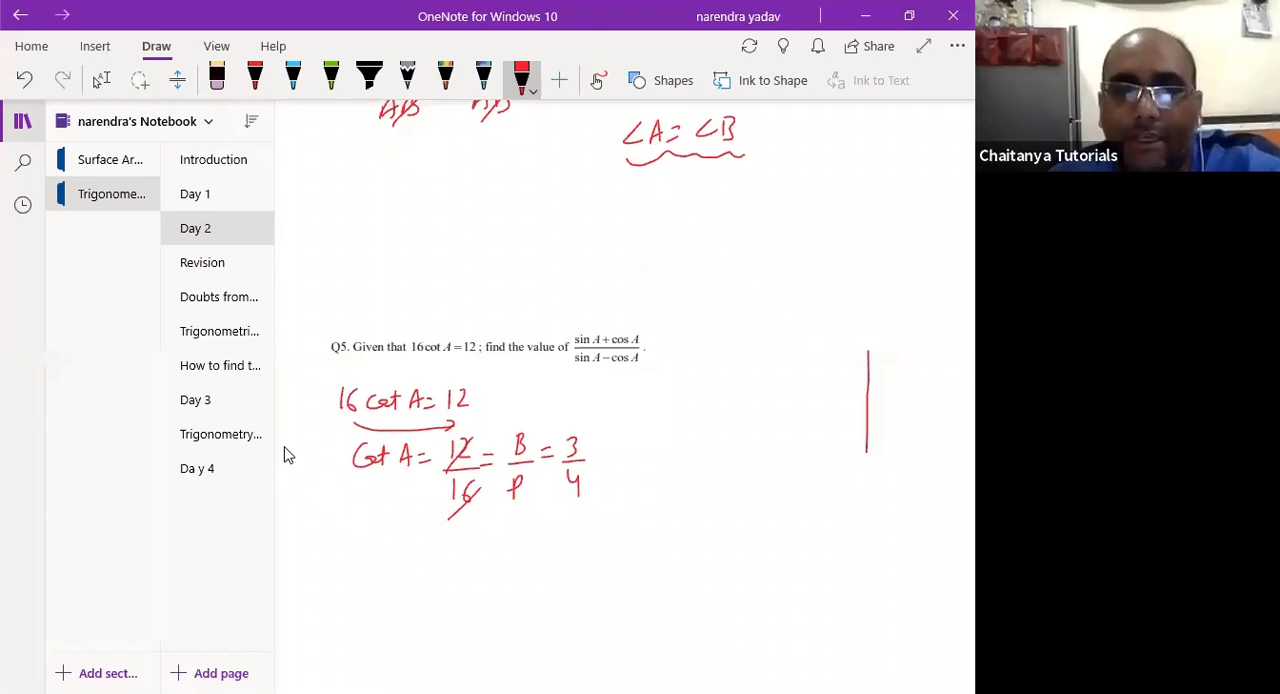 OneNote for Windows 10
narendra yadav
Home Insert Draw View Help
Share
Shapes
Ink to Shape
Ink to Text
narendra's Notebook
Surface Ar...
Trigonome...
Introduction
Day 1
Day 2
Revision
Doubts from...
Trigonometri...
How to find t...
Day 3
Trigonometry...
Da y 4
Add sect...
Add page
∠A = ∠B
Q5. Given that 16 cot A = 12 ; find the value of (sin A + cos A)/(sin A − cos A) .
16 cot A = 12
Cot A = 12/16 = B/P = 3/4
Chaitanya Tutorials